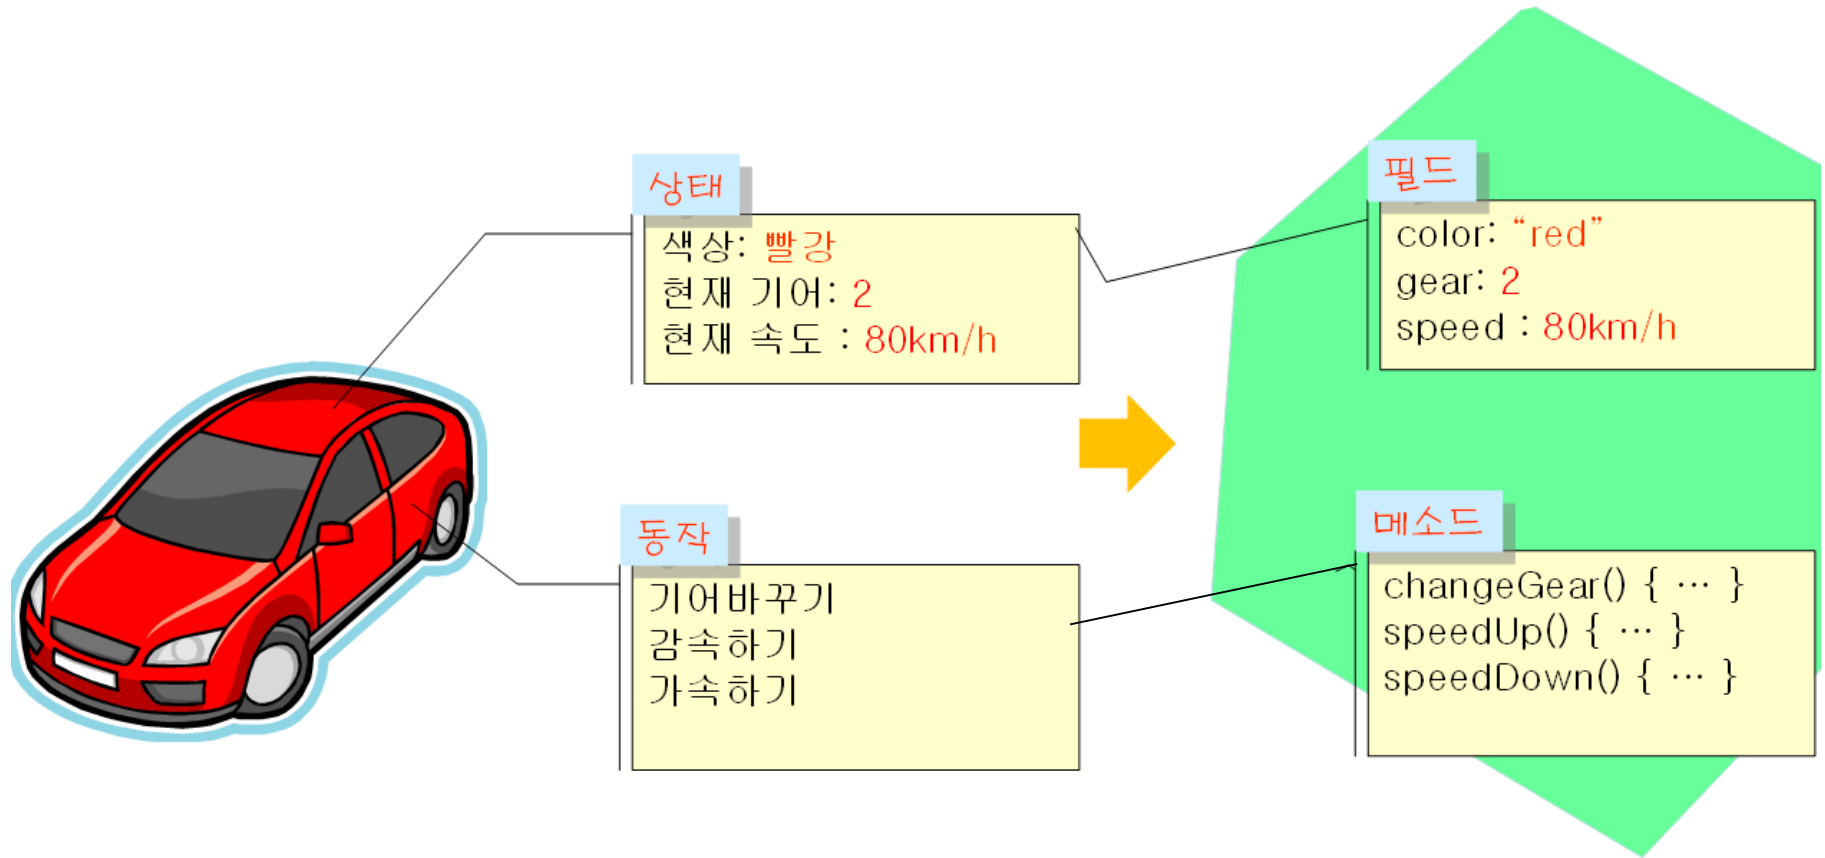 상태
색상: 빨강
현재 기어: 2
현재 속도 : 80km/h
동작
기어바꾸기
감속하기
가속하기
필드
color: “red”
gear: 2
speed : 80km/h
메소드
changeGear() { … }
speedUp() { … }
speedDown() { … }